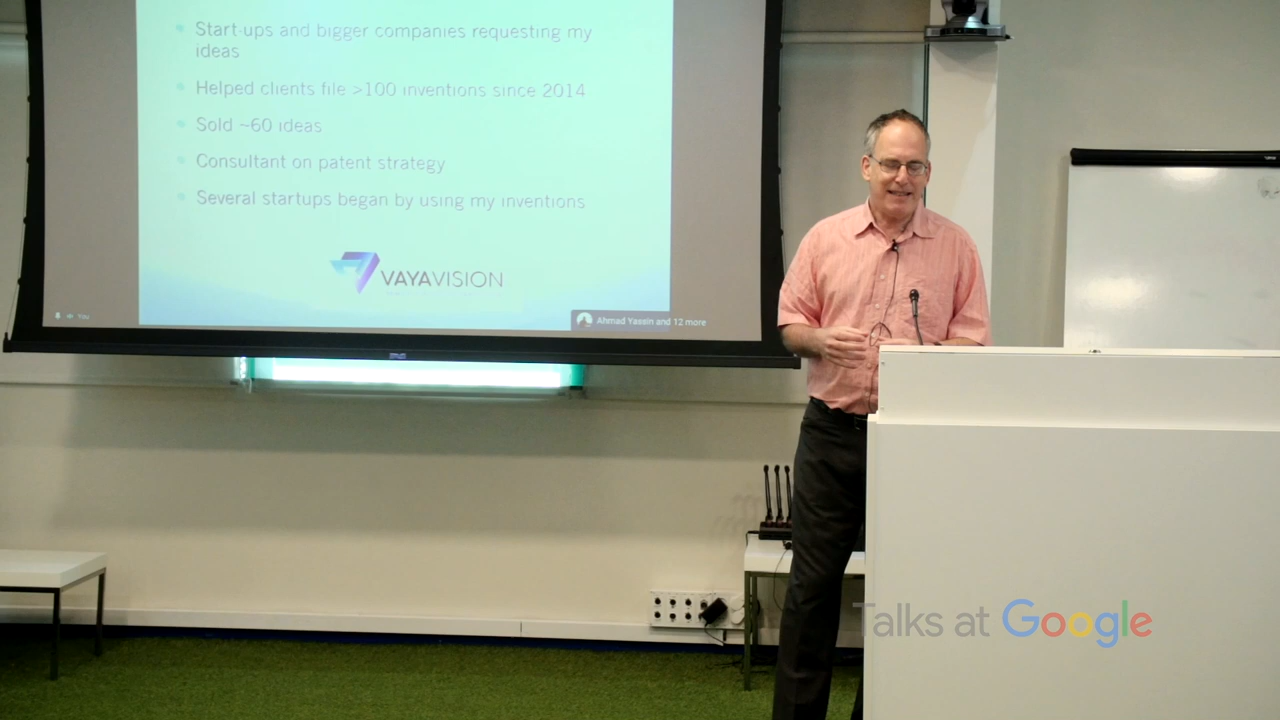 Start-ups and bigger companies requesting my
ideas
Helped clients file >100 inventions since 2014
Sold ~60 ideas
Consultant on patent strategy
Several startups began by using my inventions
VAYAVISION
You
Ahmad Yassin and 12 more
Talks at Google